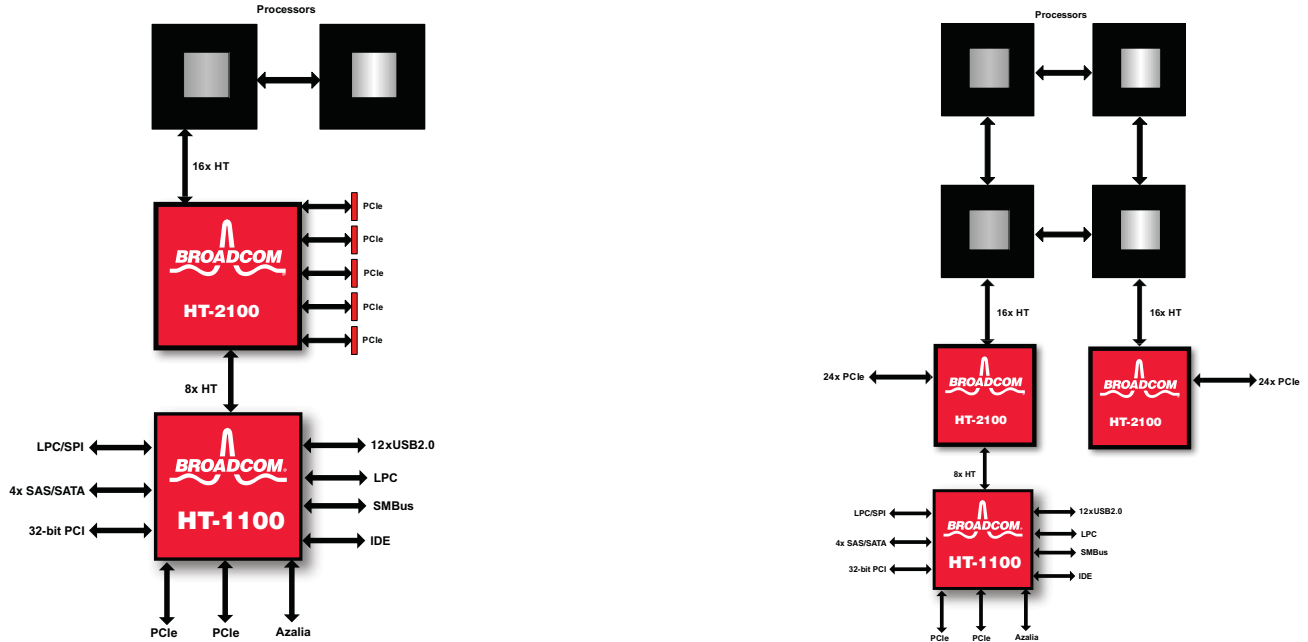 Processors
16x HT
PCIe
PCIe
BROADCOM
PCIe
HT-2100
PCIe
PCIe
8x HT
LPC/SPI
12xUSB2.0
BROADCOM®
LPC
4x SAS/SATA
SMBus
HT-1100
32-bit PCI
IDE
PCIe
PCIe
Azalia
Processors
16x HT
16x HT
24x PCIe
BROADCOM
BROADCOM
24x PCIe
HT-2100
HT-2100
8x HT
LPC/SPI
12xUSB2.0
BROADCOM®
LPC
4x SAS/SATA
SMBus
HT-1100
32-bit PCI
IDE
PCIe
PCIe
Azalia